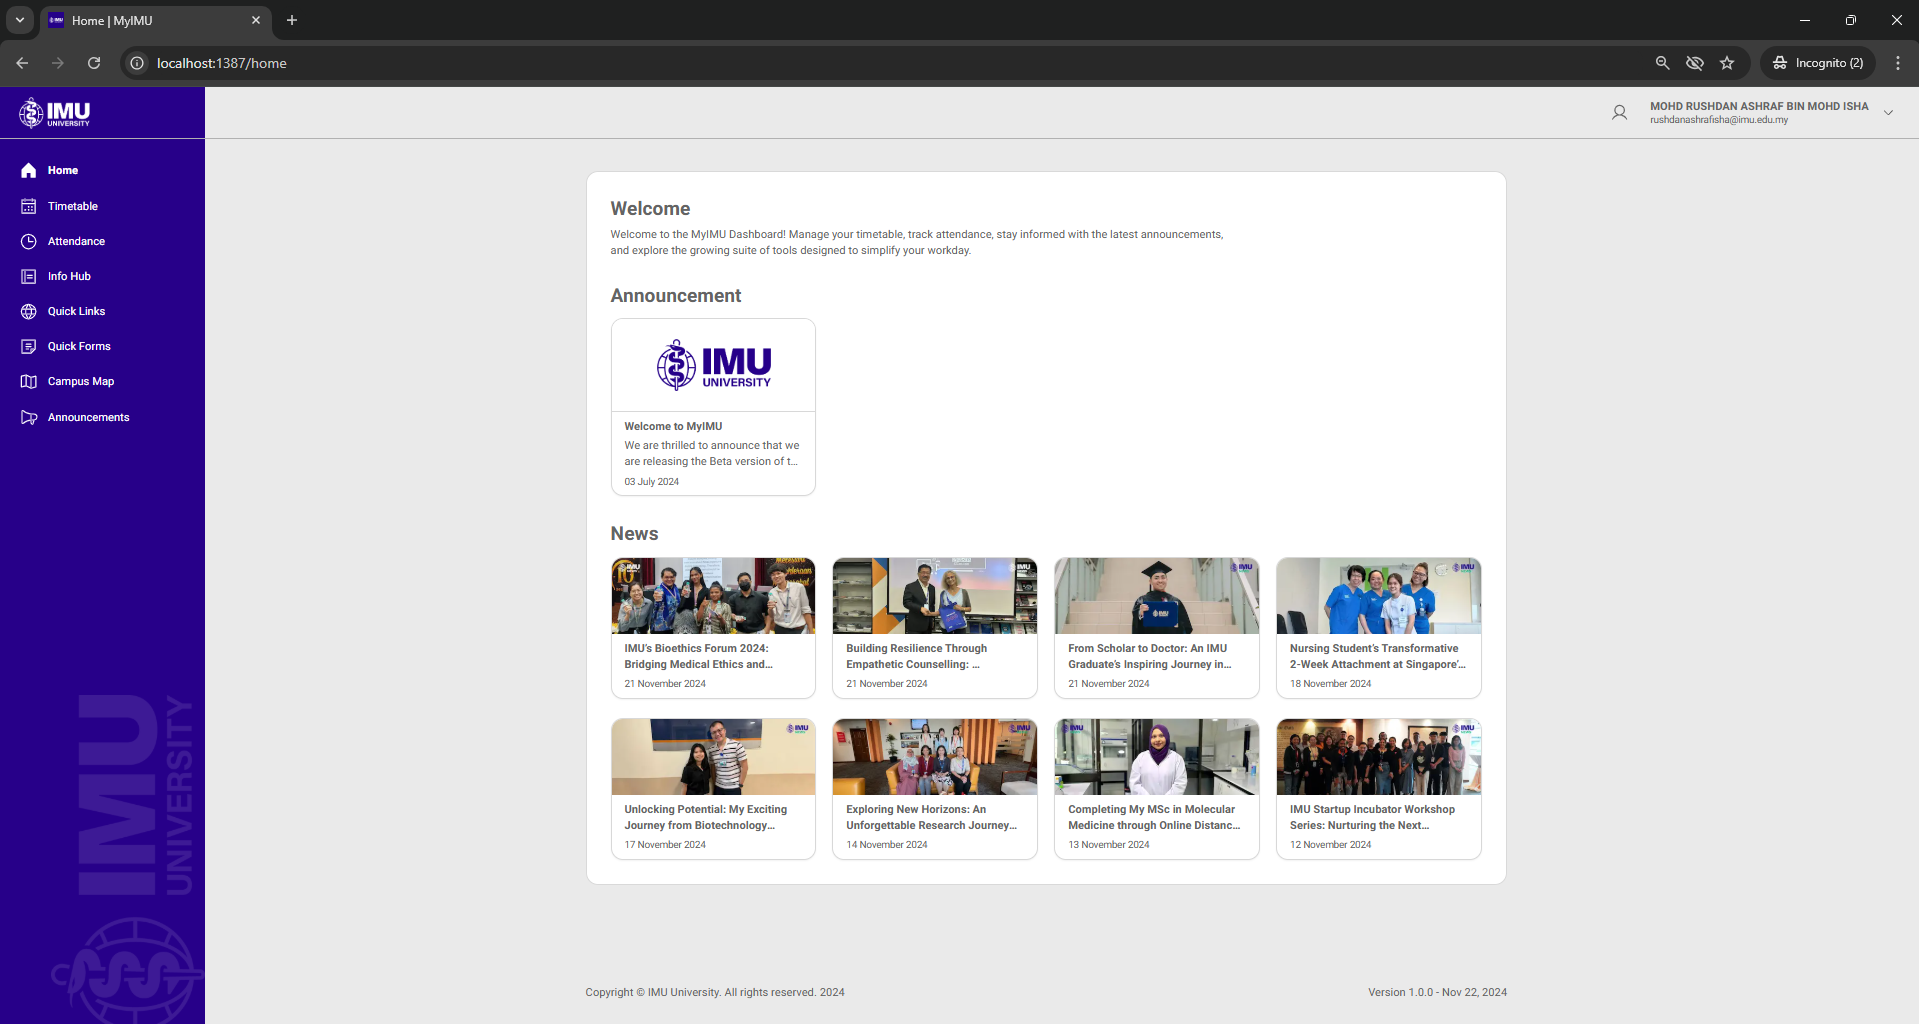 Home | MyIMU
localhost:1387/home
Incognito (2)
IMU
UNIVERSITY
MOHD RUSHDAN ASHRAF BIN MOHD ISHA
rushdanashrafisha@imu.edu.my
Home
Timetable
Attendance
Info Hub
Quick Links
Quick Forms
Campus Map
Announcements
IMU
UNIVERSITY
Welcome
Welcome to the MyIMU Dashboard! Manage your timetable, track attendance, stay informed with the latest announcements,
and explore the growing suite of tools designed to simplify your workday.
Announcement
IMU
UNIVERSITY
Welcome to MyIMU
We are thrilled to announce that we
are releasing the Beta version of t...
03 July 2024
News
IMU's Bioethics Forum 2024:
Bridging Medical Ethics and...
21 November 2024
Building Resilience Through
Empathetic Counselling: ...
21 November 2024
From Scholar to Doctor: An IMU
Graduate's Inspiring Journey in...
21 November 2024
Nursing Student's Transformative
2-Week Attachment at Singapore'...
18 November 2024
Unlocking Potential: My Exciting
Journey from Biotechnology...
17 November 2024
Exploring New Horizons: An
Unforgettable Research Journey...
14 November 2024
Completing My MSc in Molecular
Medicine through Online Distanc...
13 November 2024
IMU Startup Incubator Workshop
Series: Nurturing the Next...
12 November 2024
Copyright © IMU University. All rights reserved. 2024
Version 1.0.0 - Nov 22, 2024